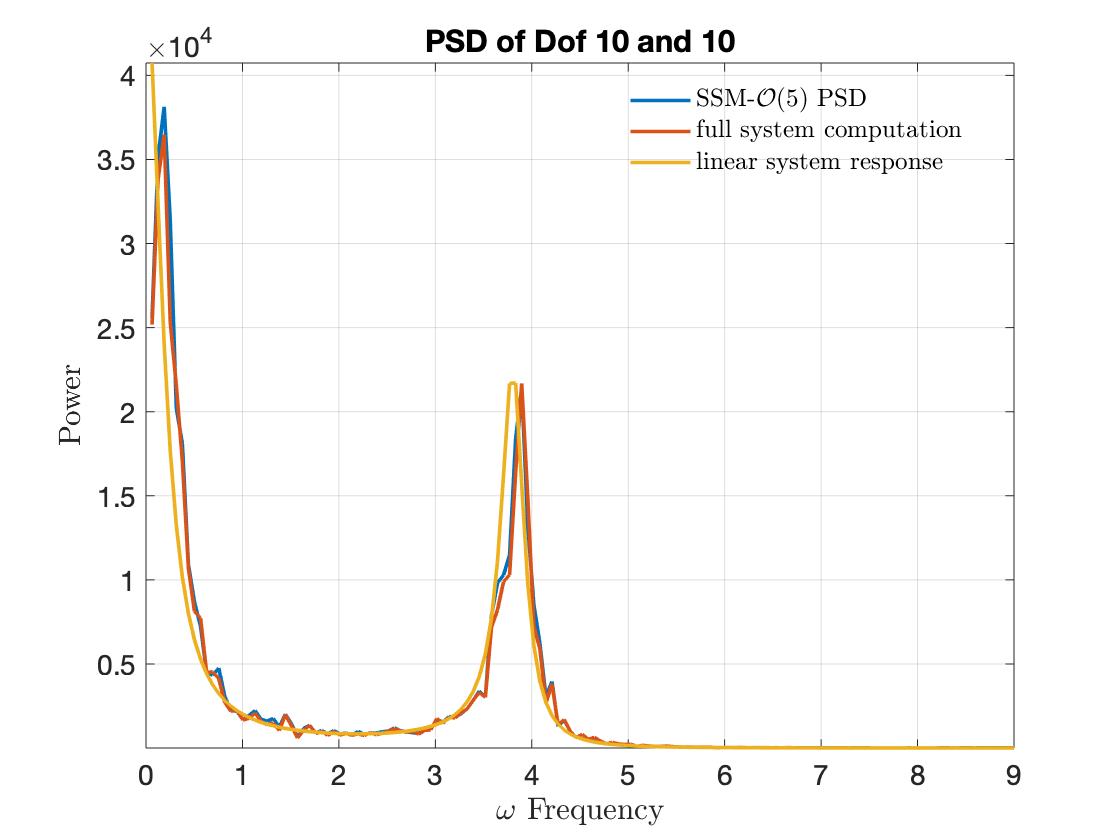 PSD of Dof 10 and 10
×10⁴
4
3.5
3
2.5
2
1.5
1
0.5
Power
SSM-𝒪(5) PSD
full system computation
linear system response
0 1 2 3 4 5 6 7 8 9
ω Frequency